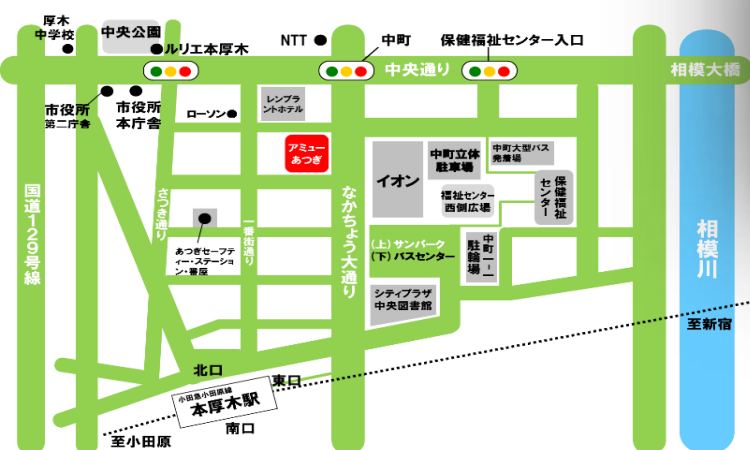 厚木
中学校
中央公園
ルリエ本厚木
NTT
中町
保健福祉センター入口
中央通り
相模大橋
市役所
第二庁舎
市役所
本庁舎
ローソン
レンブラ
ントホテル
アミュー
あつぎ
イオン
中町立体
駐車場
中町大型バス
発着場
福祉センター
西側広場
保健福祉
センター
国道129号線
さつき通り
一番街通り
なかちょう大通り
相模川
あつぎセーフテ
ィー・ステーショ
ン・番屋
(上)サンパーク
(下)バスセンター
中町一-一
駐輪場
シティプラザ
中央図書館
至新宿
北口
東口
小田急小田原線
本厚木駅
南口
至小田原